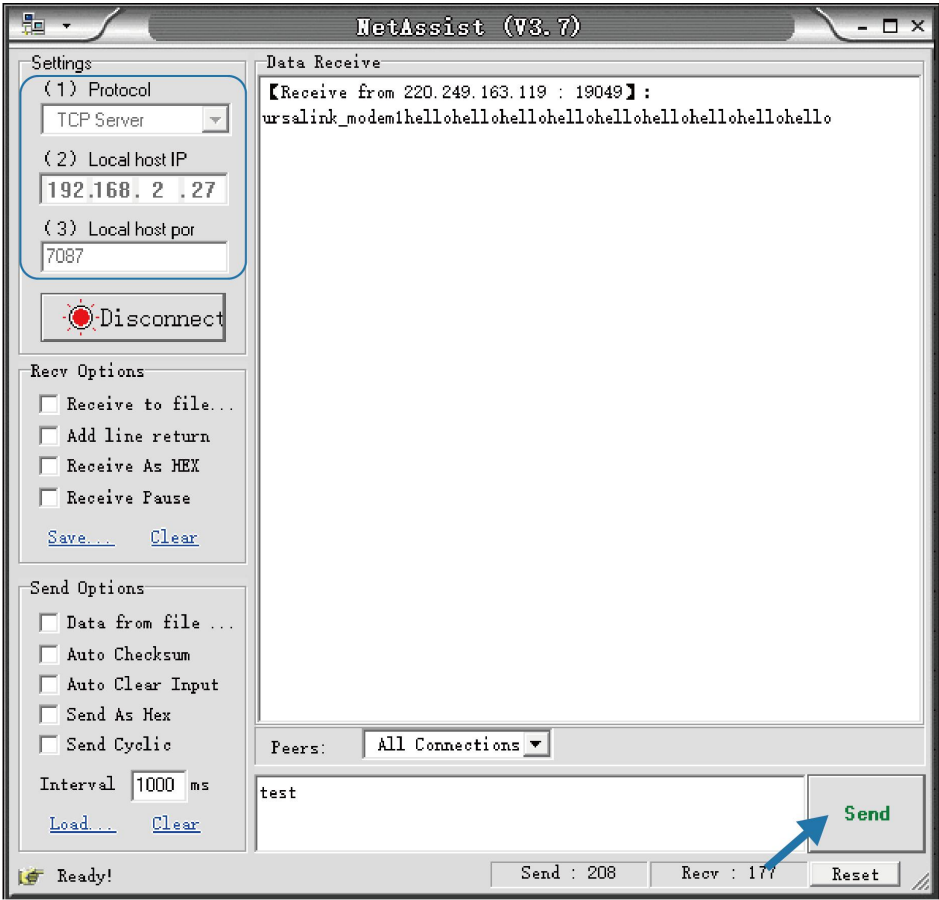 NetAssist (V3.7)
Settings
(1) Protocol
TCP Server
(2) Local host IP
192.168. 2 .27
(3) Local host por
7087
Disconnect
Recv Options
Receive to file...
Add line return
Receive As HEX
Receive Pause
Save... Clear
Send Options
Data from file ...
Auto Checksum
Auto Clear Input
Send As Hex
Send Cyclic
Interval 1000 ms
Load... Clear
Data Receive
【Receive from 220.249.163.119 : 19049】:
ursalink_modem1hellohellohellohellohellohellohellohellohello
Peers: All Connections
test
Send
Ready!
Send : 208
Recv : 177
Reset